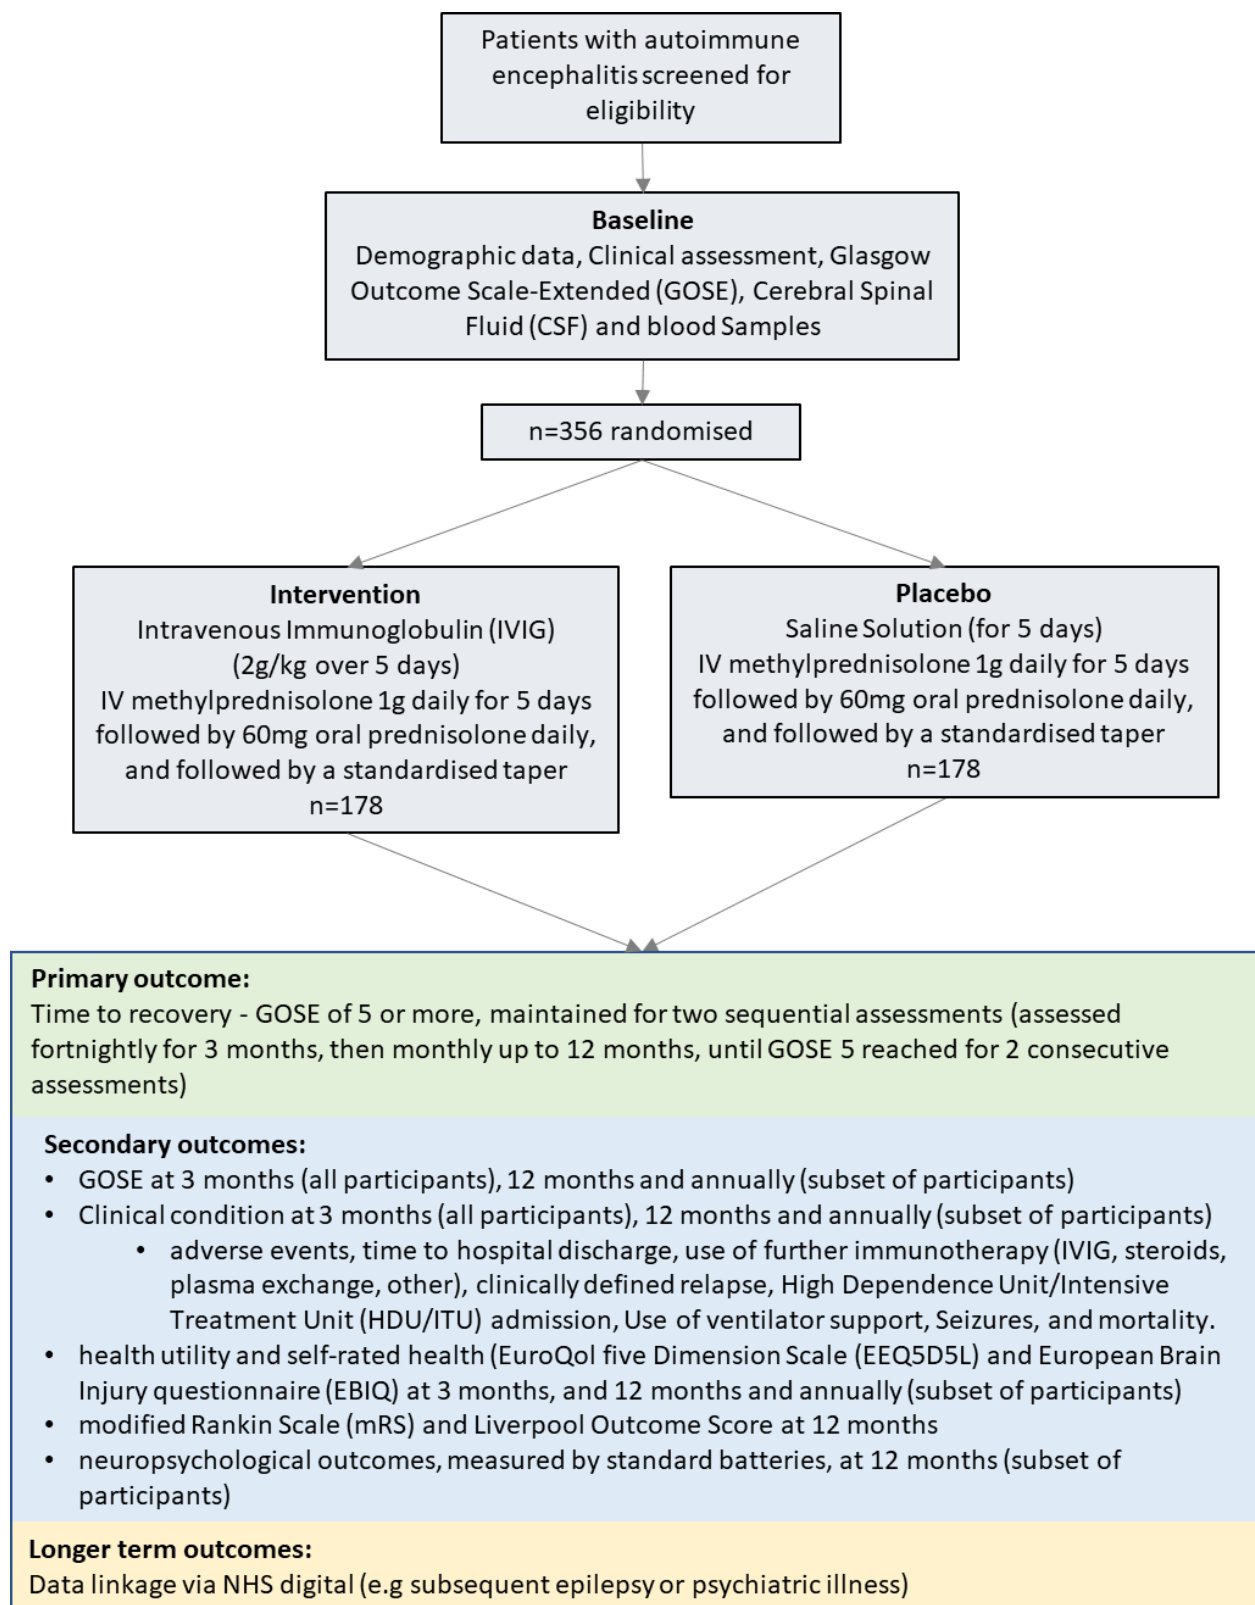 Patients with autoimmune
encephalitis screened for
eligibility
Baseline
Demographic data, Clinical assessment, Glasgow
Outcome Scale-Extended (GOSE), Cerebral Spinal
Fluid (CSF) and blood Samples
n=356 randomised
Intervention
Intravenous Immunoglobulin (IVIG)
(2g/kg over 5 days)
IV methylprednisolone 1g daily for 5 days
followed by 60mg oral prednisolone daily,
and followed by a standardised taper
n=178
Placebo
Saline Solution (for 5 days)
IV methylprednisolone 1g daily for 5 days
followed by 60mg oral prednisolone daily,
and followed by a standardised taper
n=178
Primary outcome:
Time to recovery - GOSE of 5 or more, maintained for two sequential assessments (assessed
fortnightly for 3 months, then monthly up to 12 months, until GOSE 5 reached for 2 consecutive
assessments)
Secondary outcomes:
• GOSE at 3 months (all participants), 12 months and annually (subset of participants)
• Clinical condition at 3 months (all participants), 12 months and annually (subset of participants)
• adverse events, time to hospital discharge, use of further immunotherapy (IVIG, steroids,
plasma exchange, other), clinically defined relapse, High Dependence Unit/Intensive
Treatment Unit (HDU/ITU) admission, Use of ventilator support, Seizures, and mortality.
• health utility and self-rated health (EuroQol five Dimension Scale (EEQ5D5L) and European Brain
Injury questionnaire (EBIQ) at 3 months, and 12 months and annually (subset of participants)
• modified Rankin Scale (mRS) and Liverpool Outcome Score at 12 months
• neuropsychological outcomes, measured by standard batteries, at 12 months (subset of
participants)
Longer term outcomes:
Data linkage via NHS digital (e.g subsequent epilepsy or psychiatric illness)